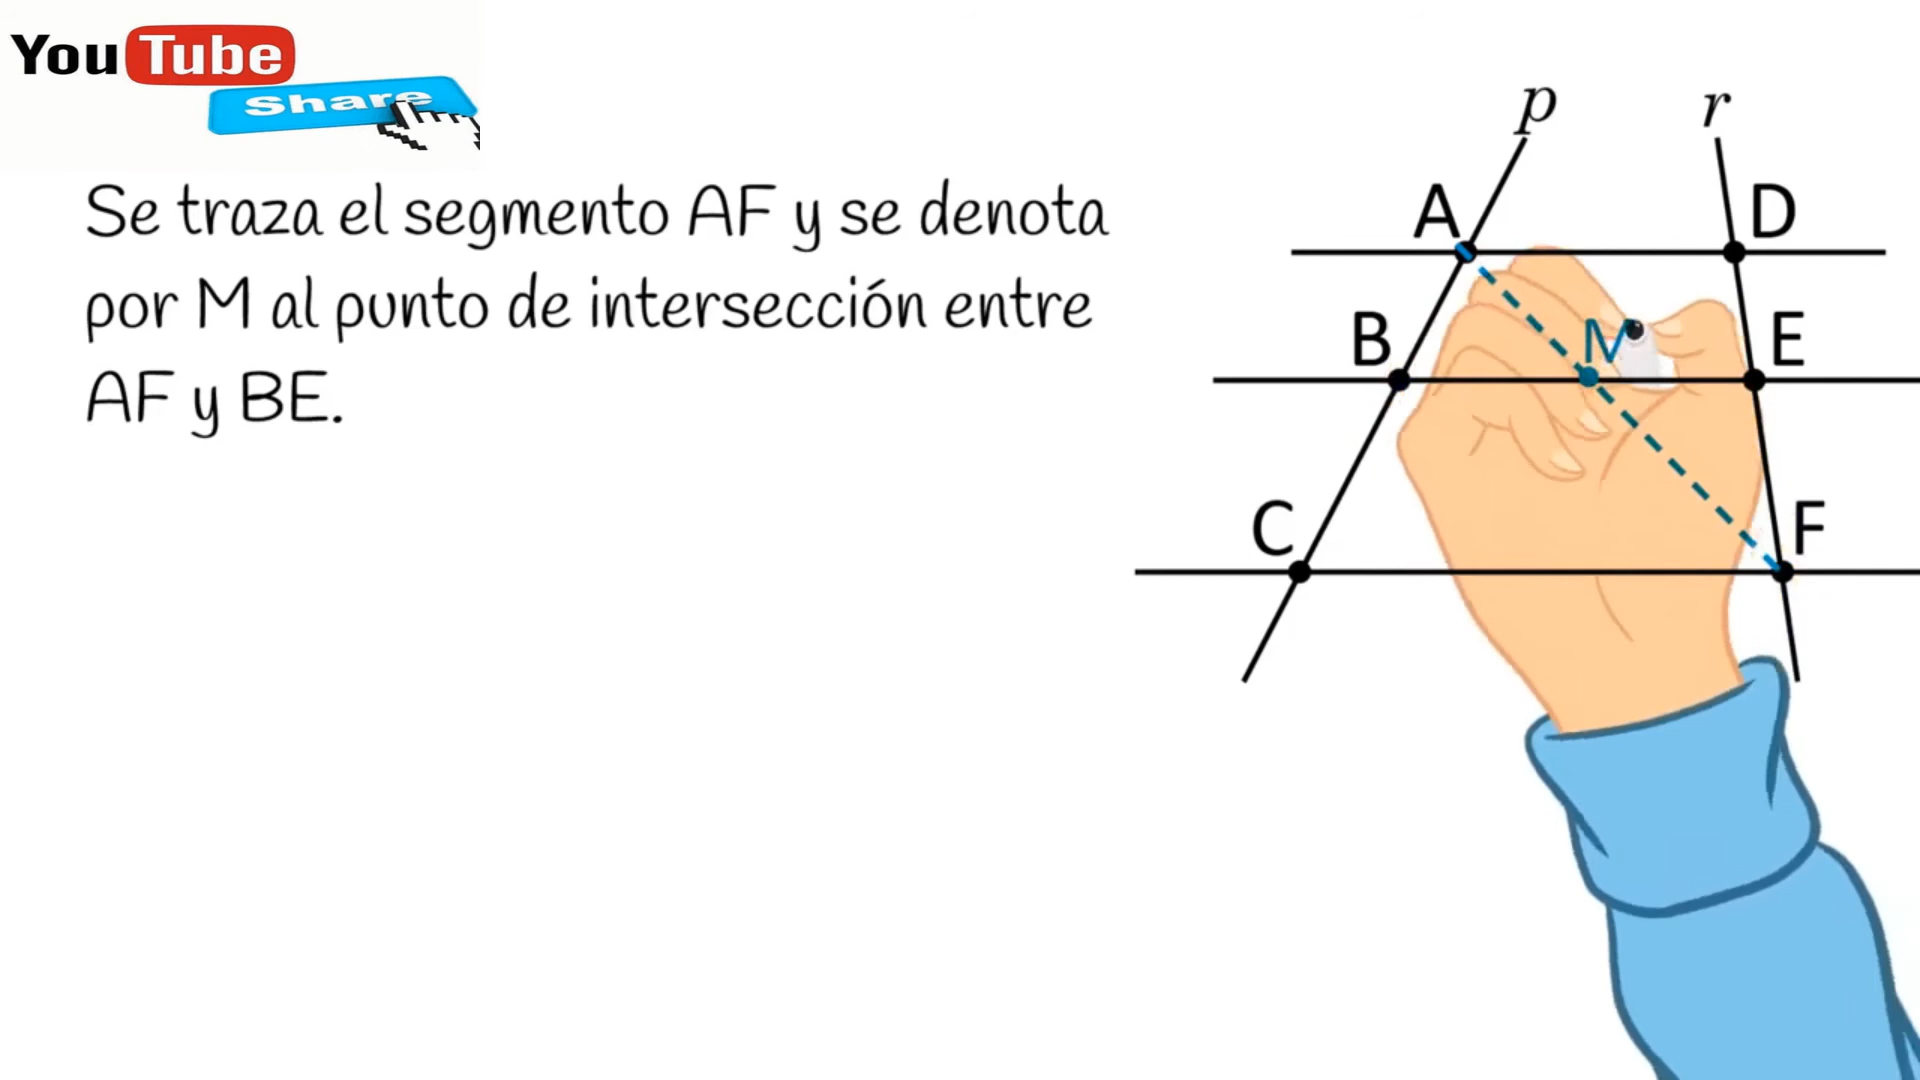 YouTube
Share
Se traza el segmento AF y se denota
por M al punto de intersección entre
AF y BE.
p r
A D
B M E
C F